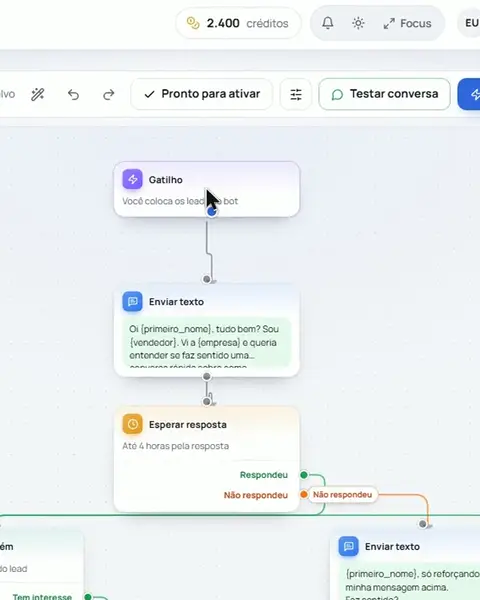 2.400 créditos
Focus
EU
Pronto para ativar
Testar conversa
Gatilho
Você coloca os lead bot
Enviar texto
Oi {primeiro_nome}, tudo bem? Sou
{vendedor}. Vi a {empresa} e queria
entender se faz sentido uma...
Esperar resposta
Até 4 horas pela resposta
Respondeu
Não respondeu
Não respondeu
do lead
Tem interesse
Enviar texto
{primeiro_nome}, só reforçando
minha mensagem acima.
Faz sentido?